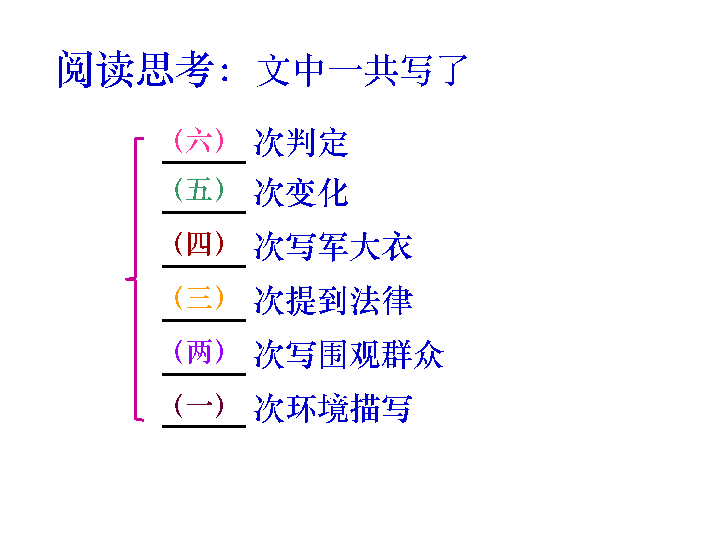 阅读思考：文中一共写了
（六）次判定
（五）次变化
（四）次写军大衣
（三）次提到法律
（两）次写围观群众
（一）次环境描写